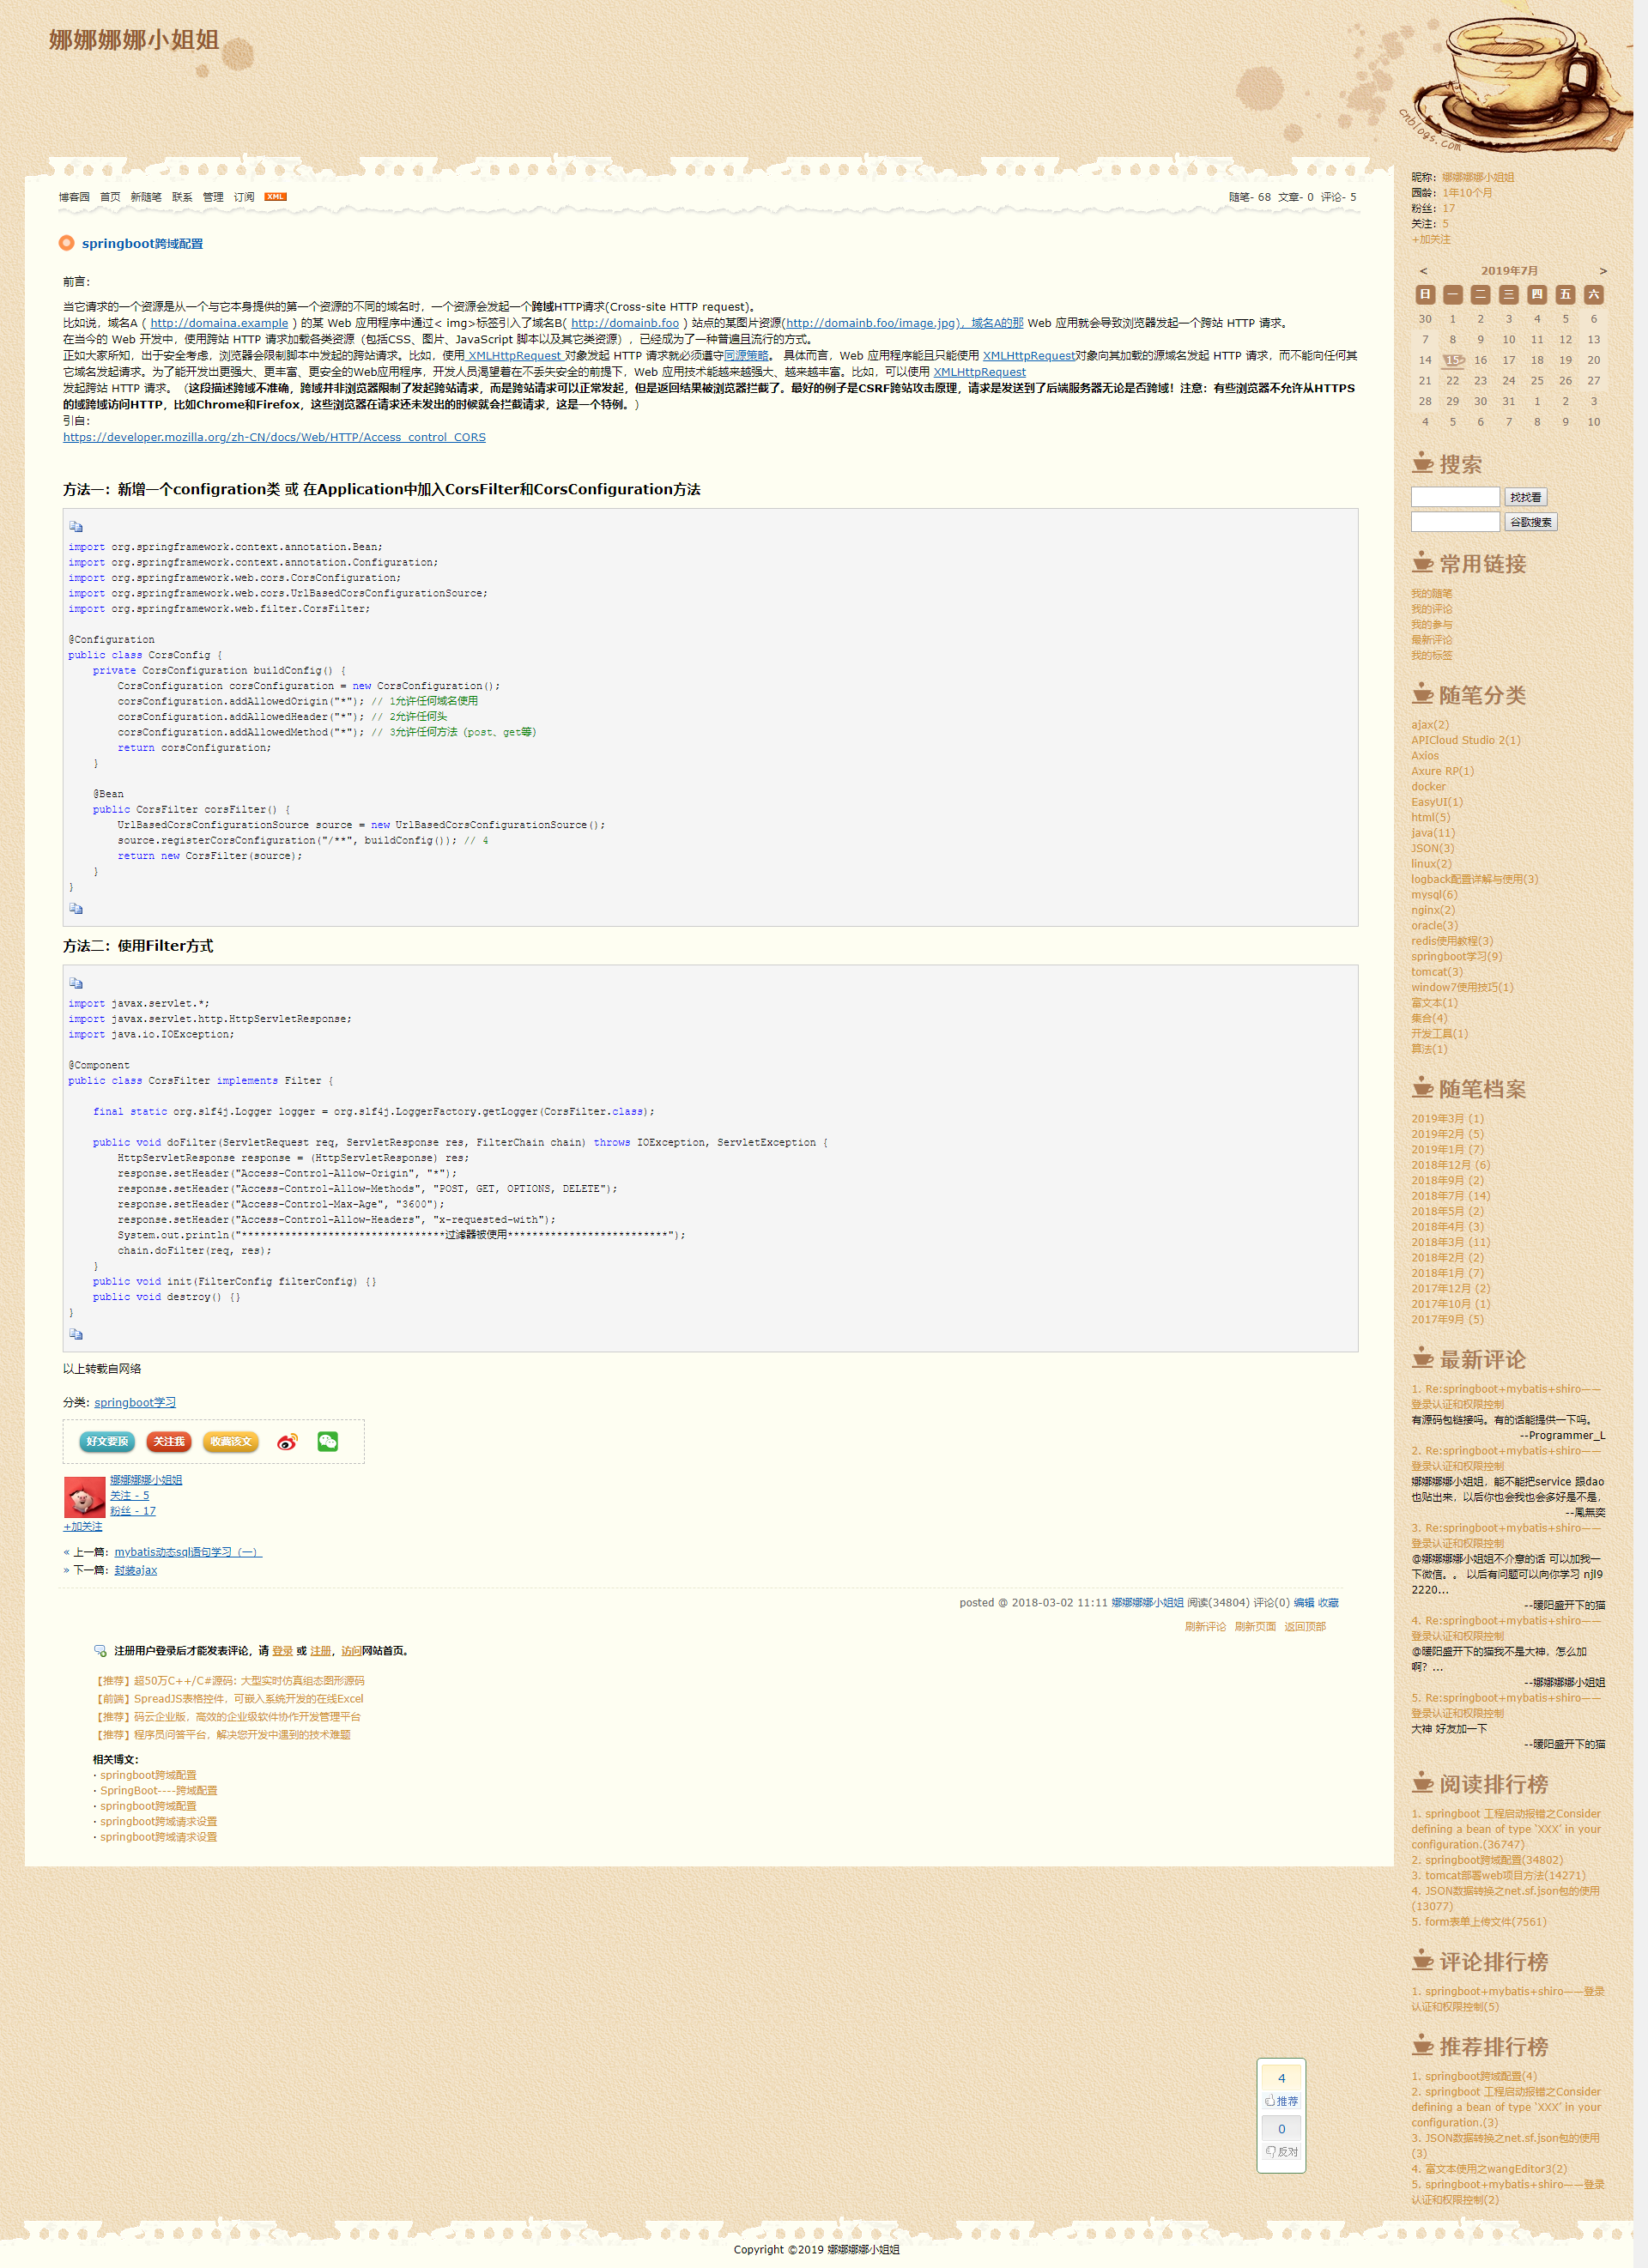 娜娜娜娜小姐姐
cnblogs.com
博客园 首页 新随笔 联系 管理 订阅 XML
随笔- 68 文章- 0 评论- 5
springboot跨域配置
前言：
当它请求的一个资源是从一个与它本身提供的第一个资源的不同的域名时，一个资源会发起一个跨域HTTP请求(Cross-site HTTP request)。
比如说，域名A ( http://domaina.example ) 的某 Web 应用程序中通过< img>标签引入了域名B( http://domainb.foo ) 站点的某图片资源(http://domainb.foo/image.jpg)，域名A的那 Web 应用就会导致浏览器发起一个跨站 HTTP 请求。
在当今的 Web 开发中，使用跨站 HTTP 请求加载各类资源（包括CSS、图片、JavaScript 脚本以及其它类资源），已经成为了一种普遍且流行的方式。
正如大家所知，出于安全考虑，浏览器会限制脚本中发起的跨站请求。比如，使用 XMLHttpRequest 对象发起 HTTP 请求就必须遵守同源策略。 具体而言，Web 应用程序能且只能使用 XMLHttpRequest对象向其加载的源域名发起 HTTP 请求，而不能向任何其
它域名发起请求。为了能开发出更强大、更丰富、更安全的Web应用程序，开发人员渴望着在不丢失安全的前提下，Web 应用技术能越来越强大、越来越丰富。比如，可以使用 XMLHttpRequest
发起跨站 HTTP 请求。（这段描述跨域不准确，跨域并非浏览器限制了发起跨站请求，而是跨站请求可以正常发起，但是返回结果被浏览器拦截了。最好的例子是CSRF跨站攻击原理，请求是发送到了后端服务器无论是否跨域！注意：有些浏览器不允许从HTTPS
的域跨域访问HTTP，比如Chrome和Firefox，这些浏览器在请求还未发出的时候就会拦截请求，这是一个特例。）
引自：
https://developer.mozilla.org/zh-CN/docs/Web/HTTP/Access_control_CORS
方法一：新增一个configration类 或 在Application中加入CorsFilter和CorsConfiguration方法
import org.springframework.context.annotation.Bean;
import org.springframework.context.annotation.Configuration;
import org.springframework.web.cors.CorsConfiguration;
import org.springframework.web.cors.UrlBasedCorsConfigurationSource;
import org.springframework.web.filter.CorsFilter;
@Configuration
public class CorsConfig {
private CorsConfiguration buildConfig() {
CorsConfiguration corsConfiguration = new CorsConfiguration();
corsConfiguration.addAllowedOrigin("*"); // 1允许任何域名使用
corsConfiguration.addAllowedHeader("*"); // 2允许任何头
corsConfiguration.addAllowedMethod("*"); // 3允许任何方法（post、get等）
return corsConfiguration;
}
@Bean
public CorsFilter corsFilter() {
UrlBasedCorsConfigurationSource source = new UrlBasedCorsConfigurationSource();
source.registerCorsConfiguration("/**", buildConfig()); // 4
return new CorsFilter(source);
}
}
方法二：使用Filter方式
import javax.servlet.*;
import javax.servlet.http.HttpServletResponse;
import java.io.IOException;
@Component
public class CorsFilter implements Filter {
final static org.slf4j.Logger logger = org.slf4j.LoggerFactory.getLogger(CorsFilter.class);
public void doFilter(ServletRequest req, ServletResponse res, FilterChain chain) throws IOException, ServletException {
HttpServletResponse response = (HttpServletResponse) res;
response.setHeader("Access-Control-Allow-Origin", "*");
response.setHeader("Access-Control-Allow-Methods", "POST, GET, OPTIONS, DELETE");
response.setHeader("Access-Control-Max-Age", "3600");
response.setHeader("Access-Control-Allow-Headers", "x-requested-with");
System.out.println("*********************************过滤器被使用**************************");
chain.doFilter(req, res);
}
public void init(FilterConfig filterConfig) {}
public void destroy() {}
}
以上转载自网络
分类: springboot学习
好文要顶 关注我 收藏该文
娜娜娜娜小姐姐
关注 - 5
粉丝 - 17
+加关注
« 上一篇：mybatis动态sql语句学习（一）
» 下一篇：封装ajax
posted @ 2018-03-02 11:11 娜娜娜娜小姐姐 阅读(34804) 评论(0) 编辑 收藏
刷新评论 刷新页面 返回顶部
注册用户登录后才能发表评论，请 登录 或 注册，访问网站首页。
【推荐】超50万C++/C#源码: 大型实时仿真组态图形源码
【前端】SpreadJS表格控件，可嵌入系统开发的在线Excel
【推荐】码云企业版，高效的企业级软件协作开发管理平台
【推荐】程序员问答平台，解决您开发中遇到的技术难题
相关博文：
· springboot跨域配置
· SpringBoot----跨域配置
· springboot跨域配置
· springboot跨域请求设置
· springboot跨域请求设置
昵称：娜娜娜娜小姐姐
园龄：1年10个月
粉丝：17
关注：5
+加关注
< 2019年7月 >
日 一 二 三 四 五 六
30 1 2 3 4 5 6
7 8 9 10 11 12 13
14 15 16 17 18 19 20
21 22 23 24 25 26 27
28 29 30 31 1 2 3
4 5 6 7 8 9 10
搜索
找找看
谷歌搜索
常用链接
我的随笔
我的评论
我的参与
最新评论
我的标签
随笔分类
ajax(2)
APICloud Studio 2(1)
Axios
Axure RP(1)
docker
EasyUI(1)
html(5)
java(11)
JSON(3)
linux(2)
logback配置详解与使用(3)
mysql(6)
nginx(2)
oracle(3)
redis使用教程(3)
springboot学习(9)
tomcat(3)
window7使用技巧(1)
富文本(1)
集合(4)
开发工具(1)
算法(1)
随笔档案
2019年3月 (1)
2019年2月 (5)
2019年1月 (7)
2018年12月 (6)
2018年9月 (2)
2018年7月 (14)
2018年5月 (2)
2018年4月 (3)
2018年3月 (11)
2018年2月 (2)
2018年1月 (7)
2017年12月 (2)
2017年10月 (1)
2017年9月 (5)
最新评论
1. Re:springboot+mybatis+shiro——
登录认证和权限控制
有源码包链接吗。有的话能提供一下吗。
--Programmer_L
2. Re:springboot+mybatis+shiro——
登录认证和权限控制
娜娜娜娜小姐姐，能不能把service 跟dao
也贴出来，以后你也会我也会多好是不是，
--鳳無奕
3. Re:springboot+mybatis+shiro——
登录认证和权限控制
@娜娜娜娜小姐姐不介意的话 可以加我一
下微信。。 以后有问题可以向你学习 njl9
2220...
--暖阳盛开下的猫
4. Re:springboot+mybatis+shiro——
登录认证和权限控制
@暖阳盛开下的猫我不是大神，怎么加
啊？...
--娜娜娜娜小姐姐
5. Re:springboot+mybatis+shiro——
登录认证和权限控制
大神 好友加一下
--暖阳盛开下的猫
阅读排行榜
1. springboot 工程启动报错之Consider
defining a bean of type 'XXX' in your
configuration.(36747)
2. springboot跨域配置(34802)
3. tomcat部署web项目方法(14271)
4. JSON数据转换之net.sf.json包的使用
(13077)
5. form表单上传文件(7561)
评论排行榜
1. springboot+mybatis+shiro——登录
认证和权限控制(5)
推荐排行榜
1. springboot跨域配置(4)
2. springboot 工程启动报错之Consider
defining a bean of type 'XXX' in your
configuration.(3)
3. JSON数据转换之net.sf.json包的使用
(3)
4. 富文本使用之wangEditor3(2)
5. springboot+mybatis+shiro——登录
认证和权限控制(2)
4
推荐
0
反对
Copyright ©2019 娜娜娜娜小姐姐